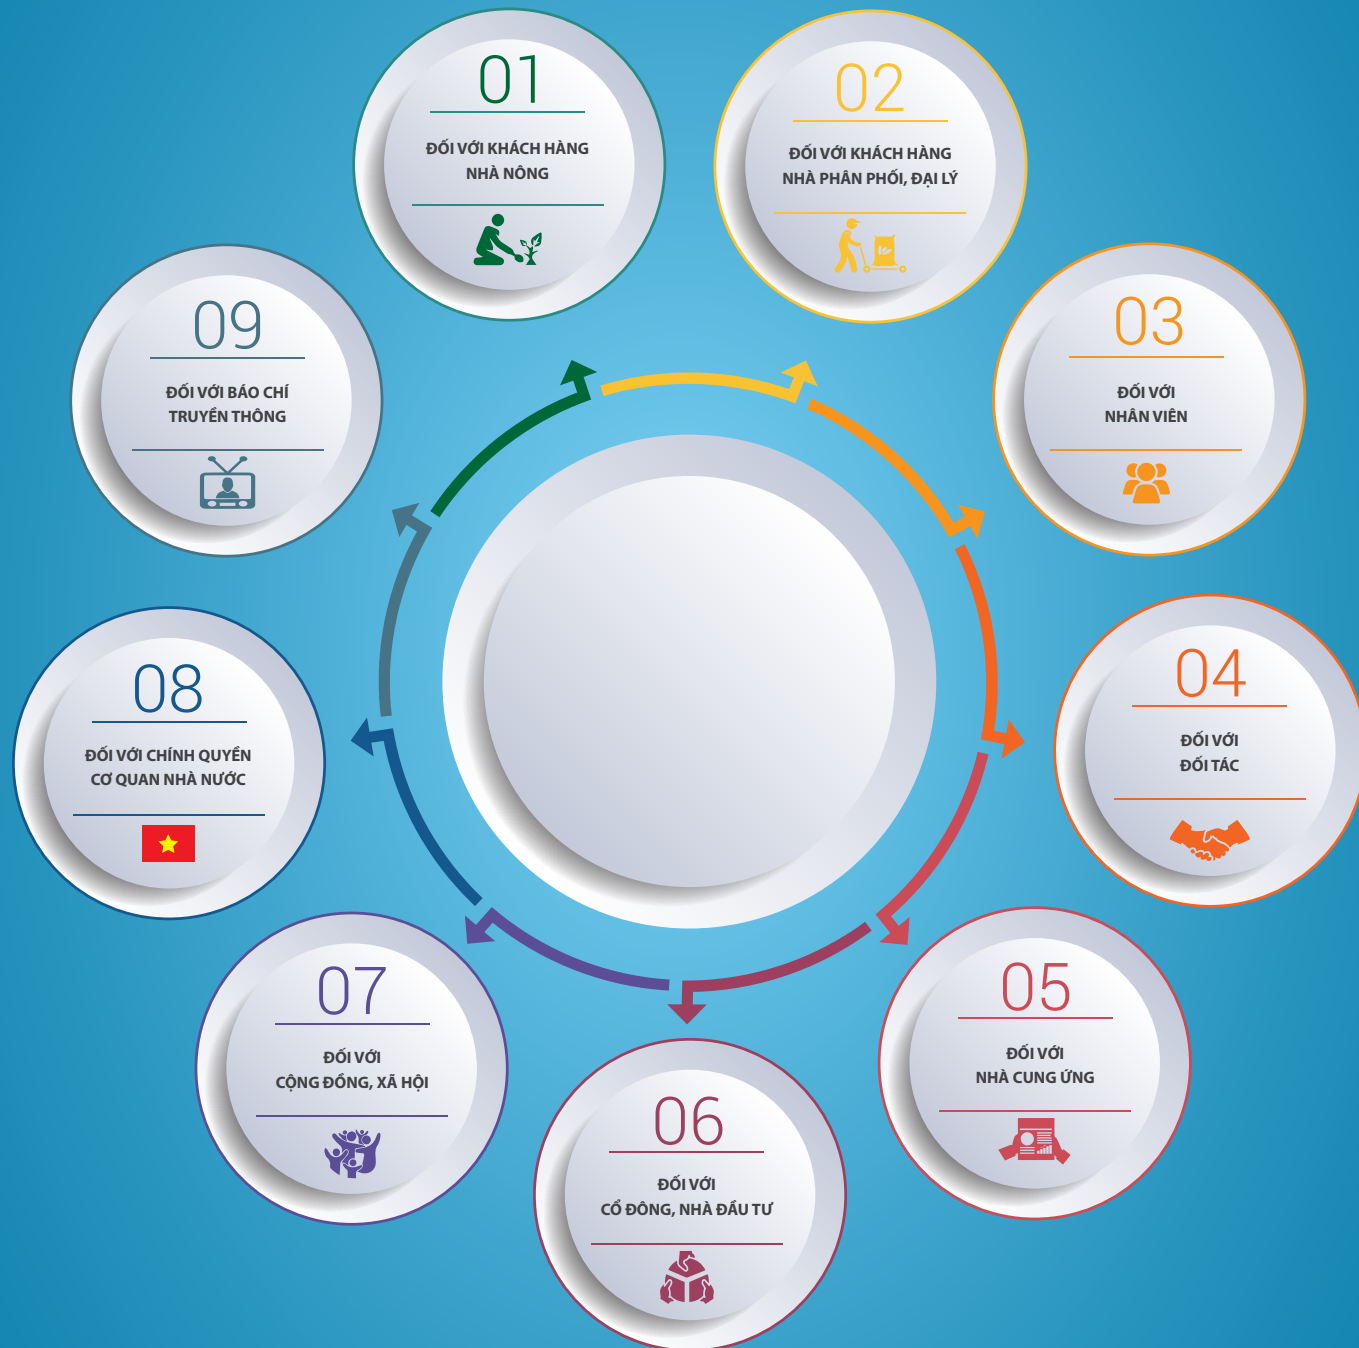 01
ĐỐI VỚI KHÁCH HÀNG
NHÀ NÔNG
02
ĐỐI VỚI KHÁCH HÀNG
NHÀ PHÂN PHỐI, ĐẠI LÝ
03
ĐỐI VỚI
NHÂN VIÊN
04
ĐỐI VỚI
ĐỐI TÁC
05
ĐỐI VỚI
NHÀ CUNG ỨNG
06
ĐỐI VỚI
CỔ ĐÔNG, NHÀ ĐẦU TƯ
07
ĐỐI VỚI
CỘNG ĐỒNG, XÃ HỘI
08
ĐỐI VỚI CHÍNH QUYỀN
CƠ QUAN NHÀ NƯỚC
09
ĐỐI VỚI BÁO CHÍ
TRUYỀN THÔNG